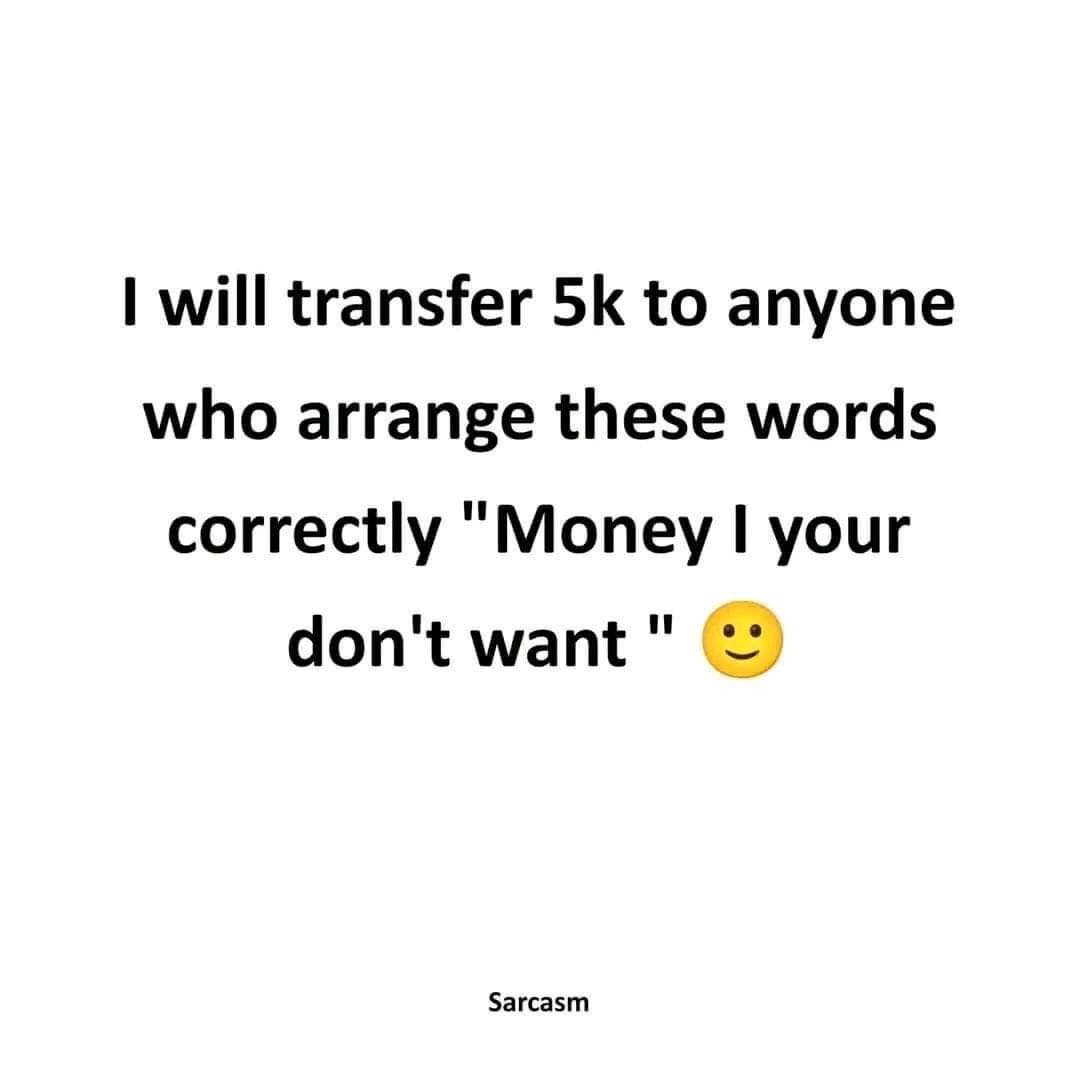 I will transfer 5k to anyone
who arrange these words
correctly "Money I your
don't want " 🙂
Sarcasm